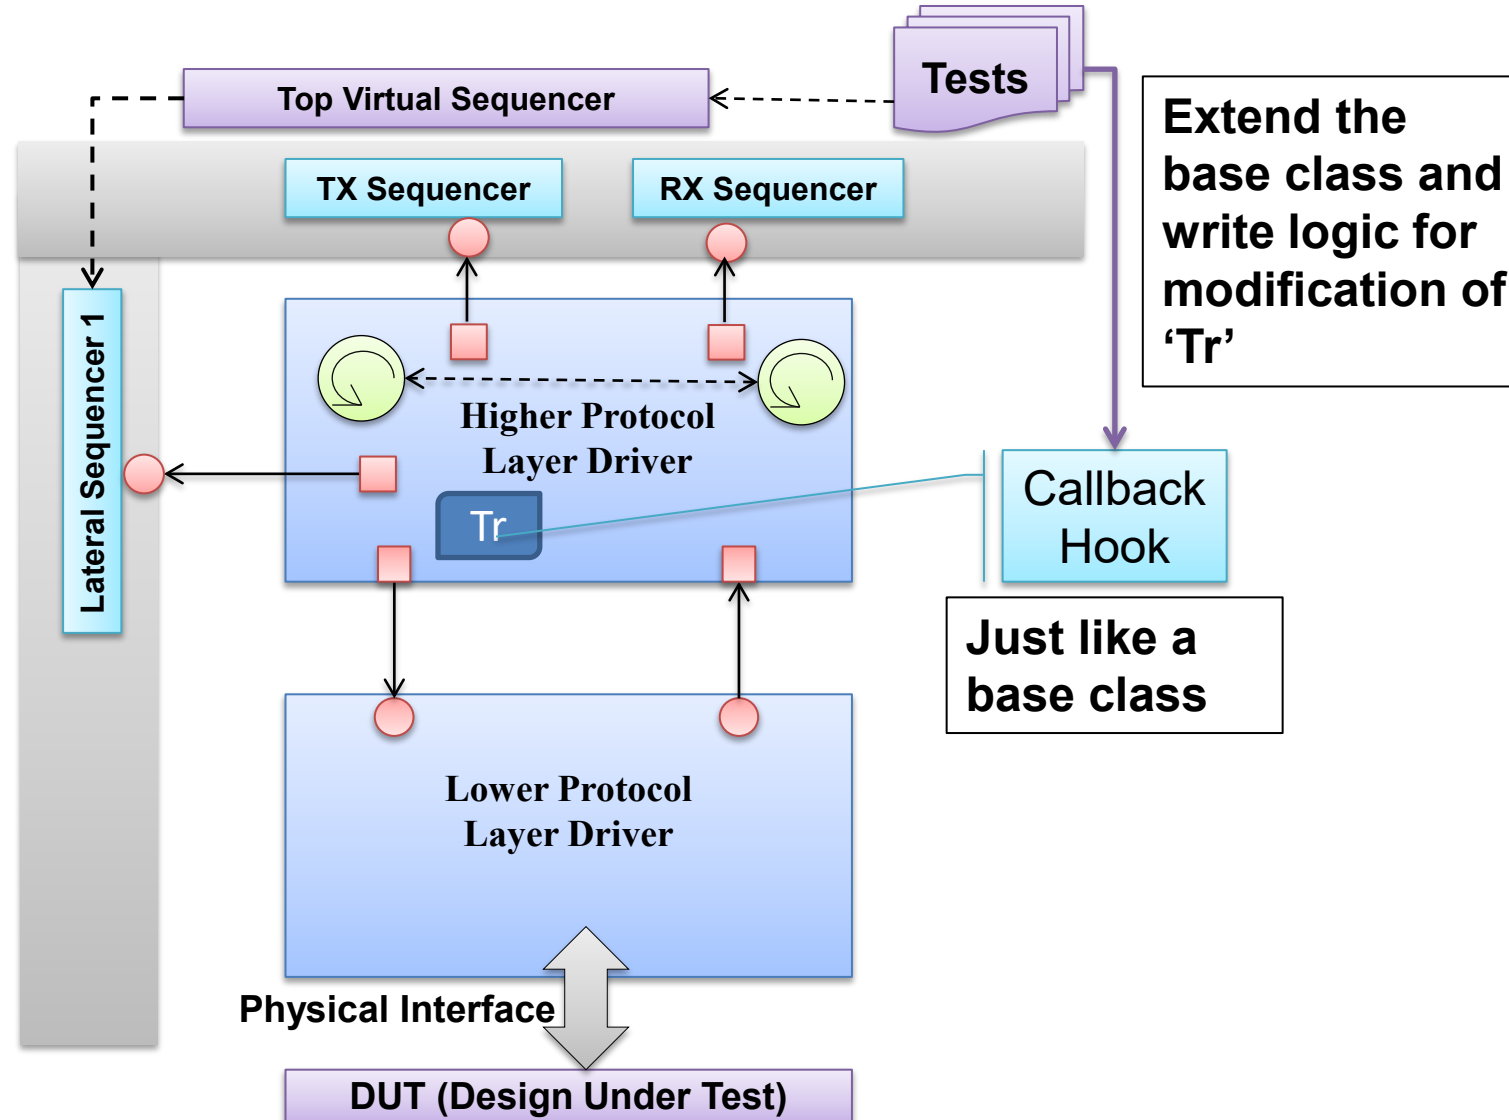 Tests
Top Virtual Sequencer
Extend the
base class and
write logic for
modification of
‘Tr’
TX Sequencer
RX Sequencer
Lateral Sequencer 1
Higher Protocol
Layer Driver
Tr
Callback
Hook
Just like a
base class
Lower Protocol
Layer Driver
Physical Interface
DUT (Design Under Test)